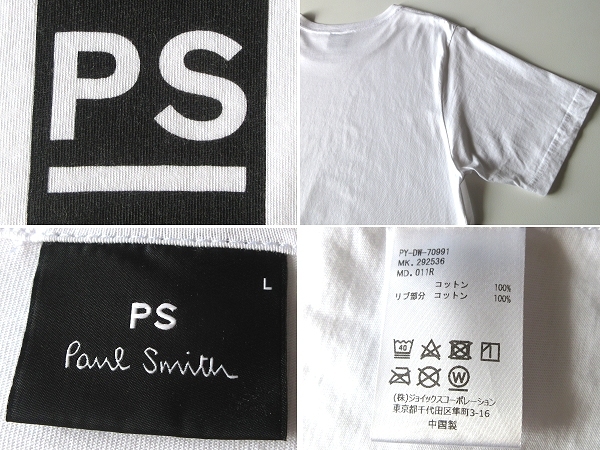 PS
L
PS
Paul Smith
PY-DW-70991
MK. 292536
MD. 011R
コットン 100%
リブ部分 コットン 100%
40
W
(株)ジョイックスコーポレーション
東京都千代田区隼町3-16
中国製